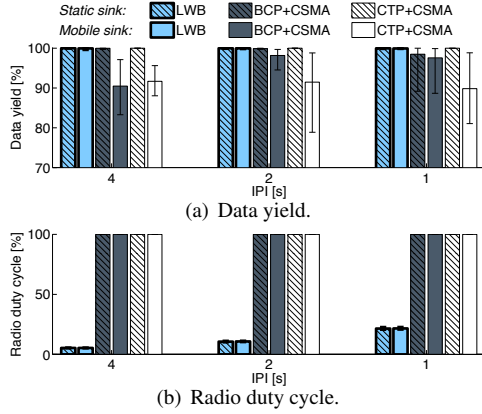 Static sink: LWB BCP+CSMA CTP+CSMA
Mobile sink: LWB BCP+CSMA CTP+CSMA
Data yield [%]
100
90
80
70
4 2 1
IPI [s]
(a) Data yield.
Radio duty cycle [%]
100
50
0
4 2 1
IPI [s]
(b) Radio duty cycle.